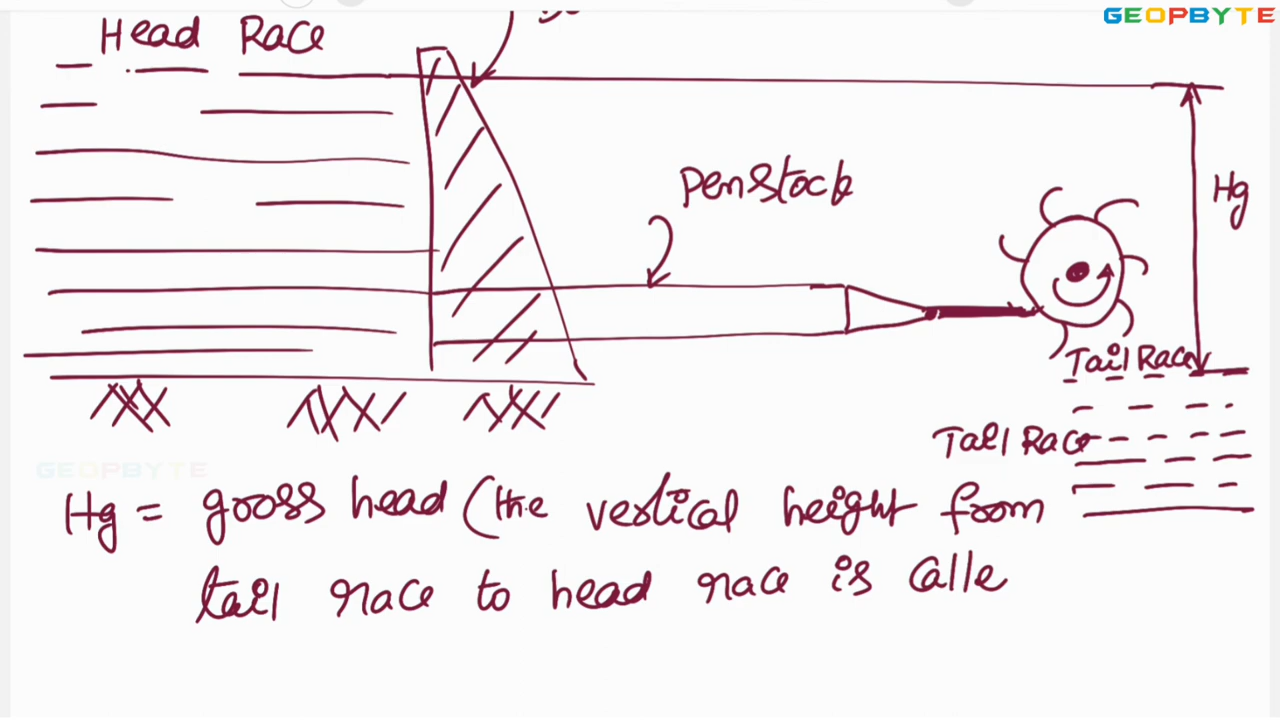 GEOPBYTE
Head Race
Penstock
Hg
Tail Race
Tail Race
GEOPBYTE
Hg = gross head (the vertical height from
tail race to head race is calle